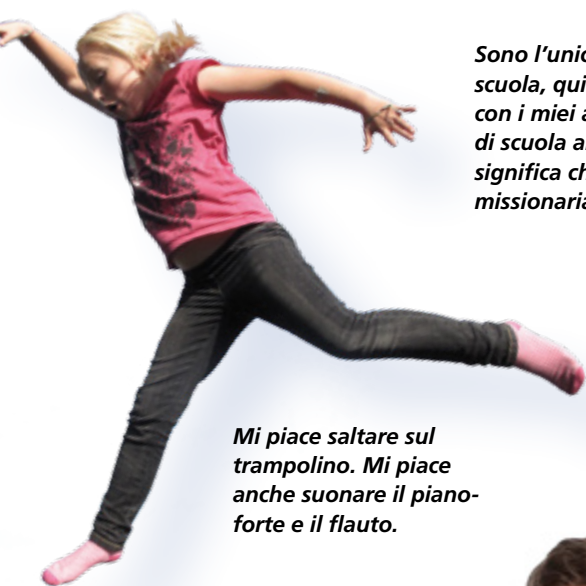 Sono l'unic
scuola, qui
con i miei a
di scuola a
significa ch
missionaria
Mi piace saltare sul
trampolino. Mi piace
anche suonare il piano-
forte e il flauto.